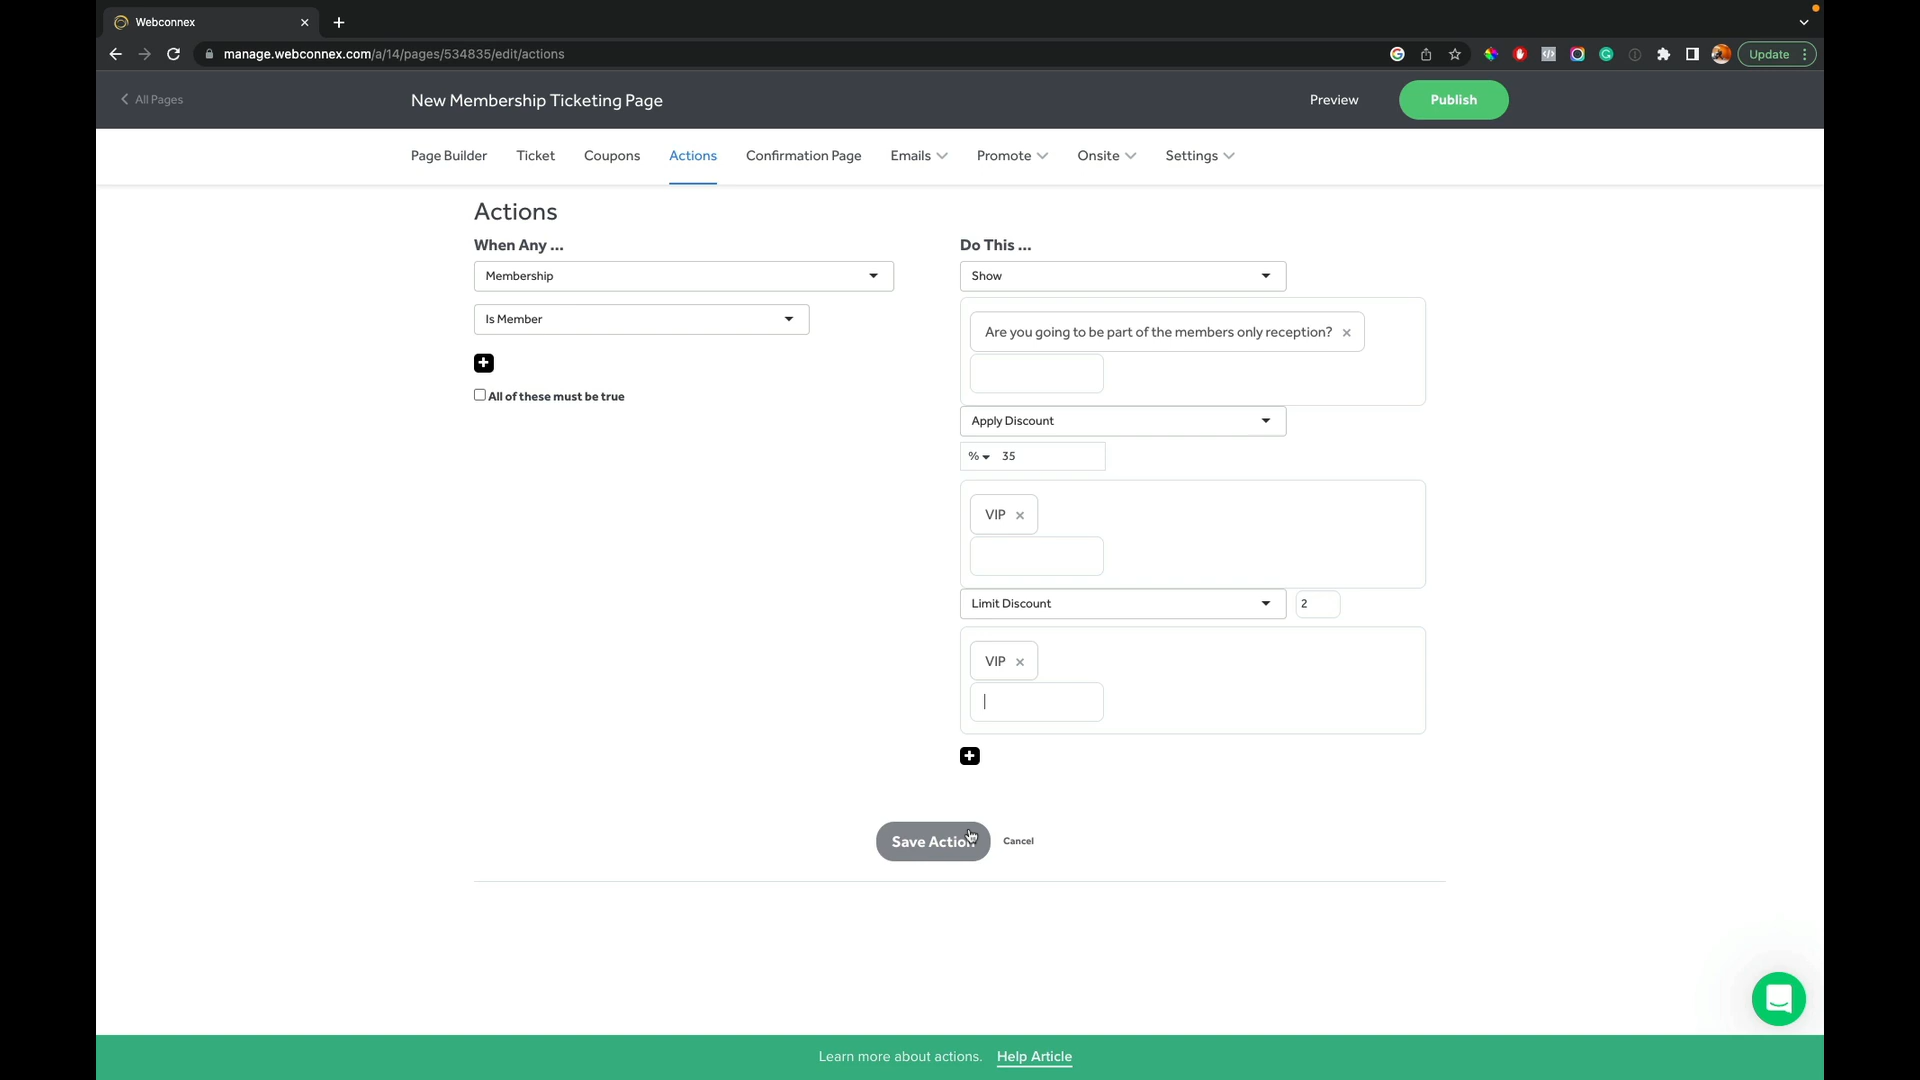 Webconnex
manage.webconnex.com/a/14/pages/534835/edit/actions
Update
All Pages
New Membership Ticketing Page
Preview
Publish
Page Builder
Ticket
Coupons
Actions
Confirmation Page
Emails
Promote
Onsite
Settings
Actions
When Any ...
Membership
Is Member
All of these must be true
Do This ...
Show
Are you going to be part of the members only reception?
Apply Discount
% 35
VIP
Limit Discount
2
VIP
Save Action
Cancel
Learn more about actions. Help Article